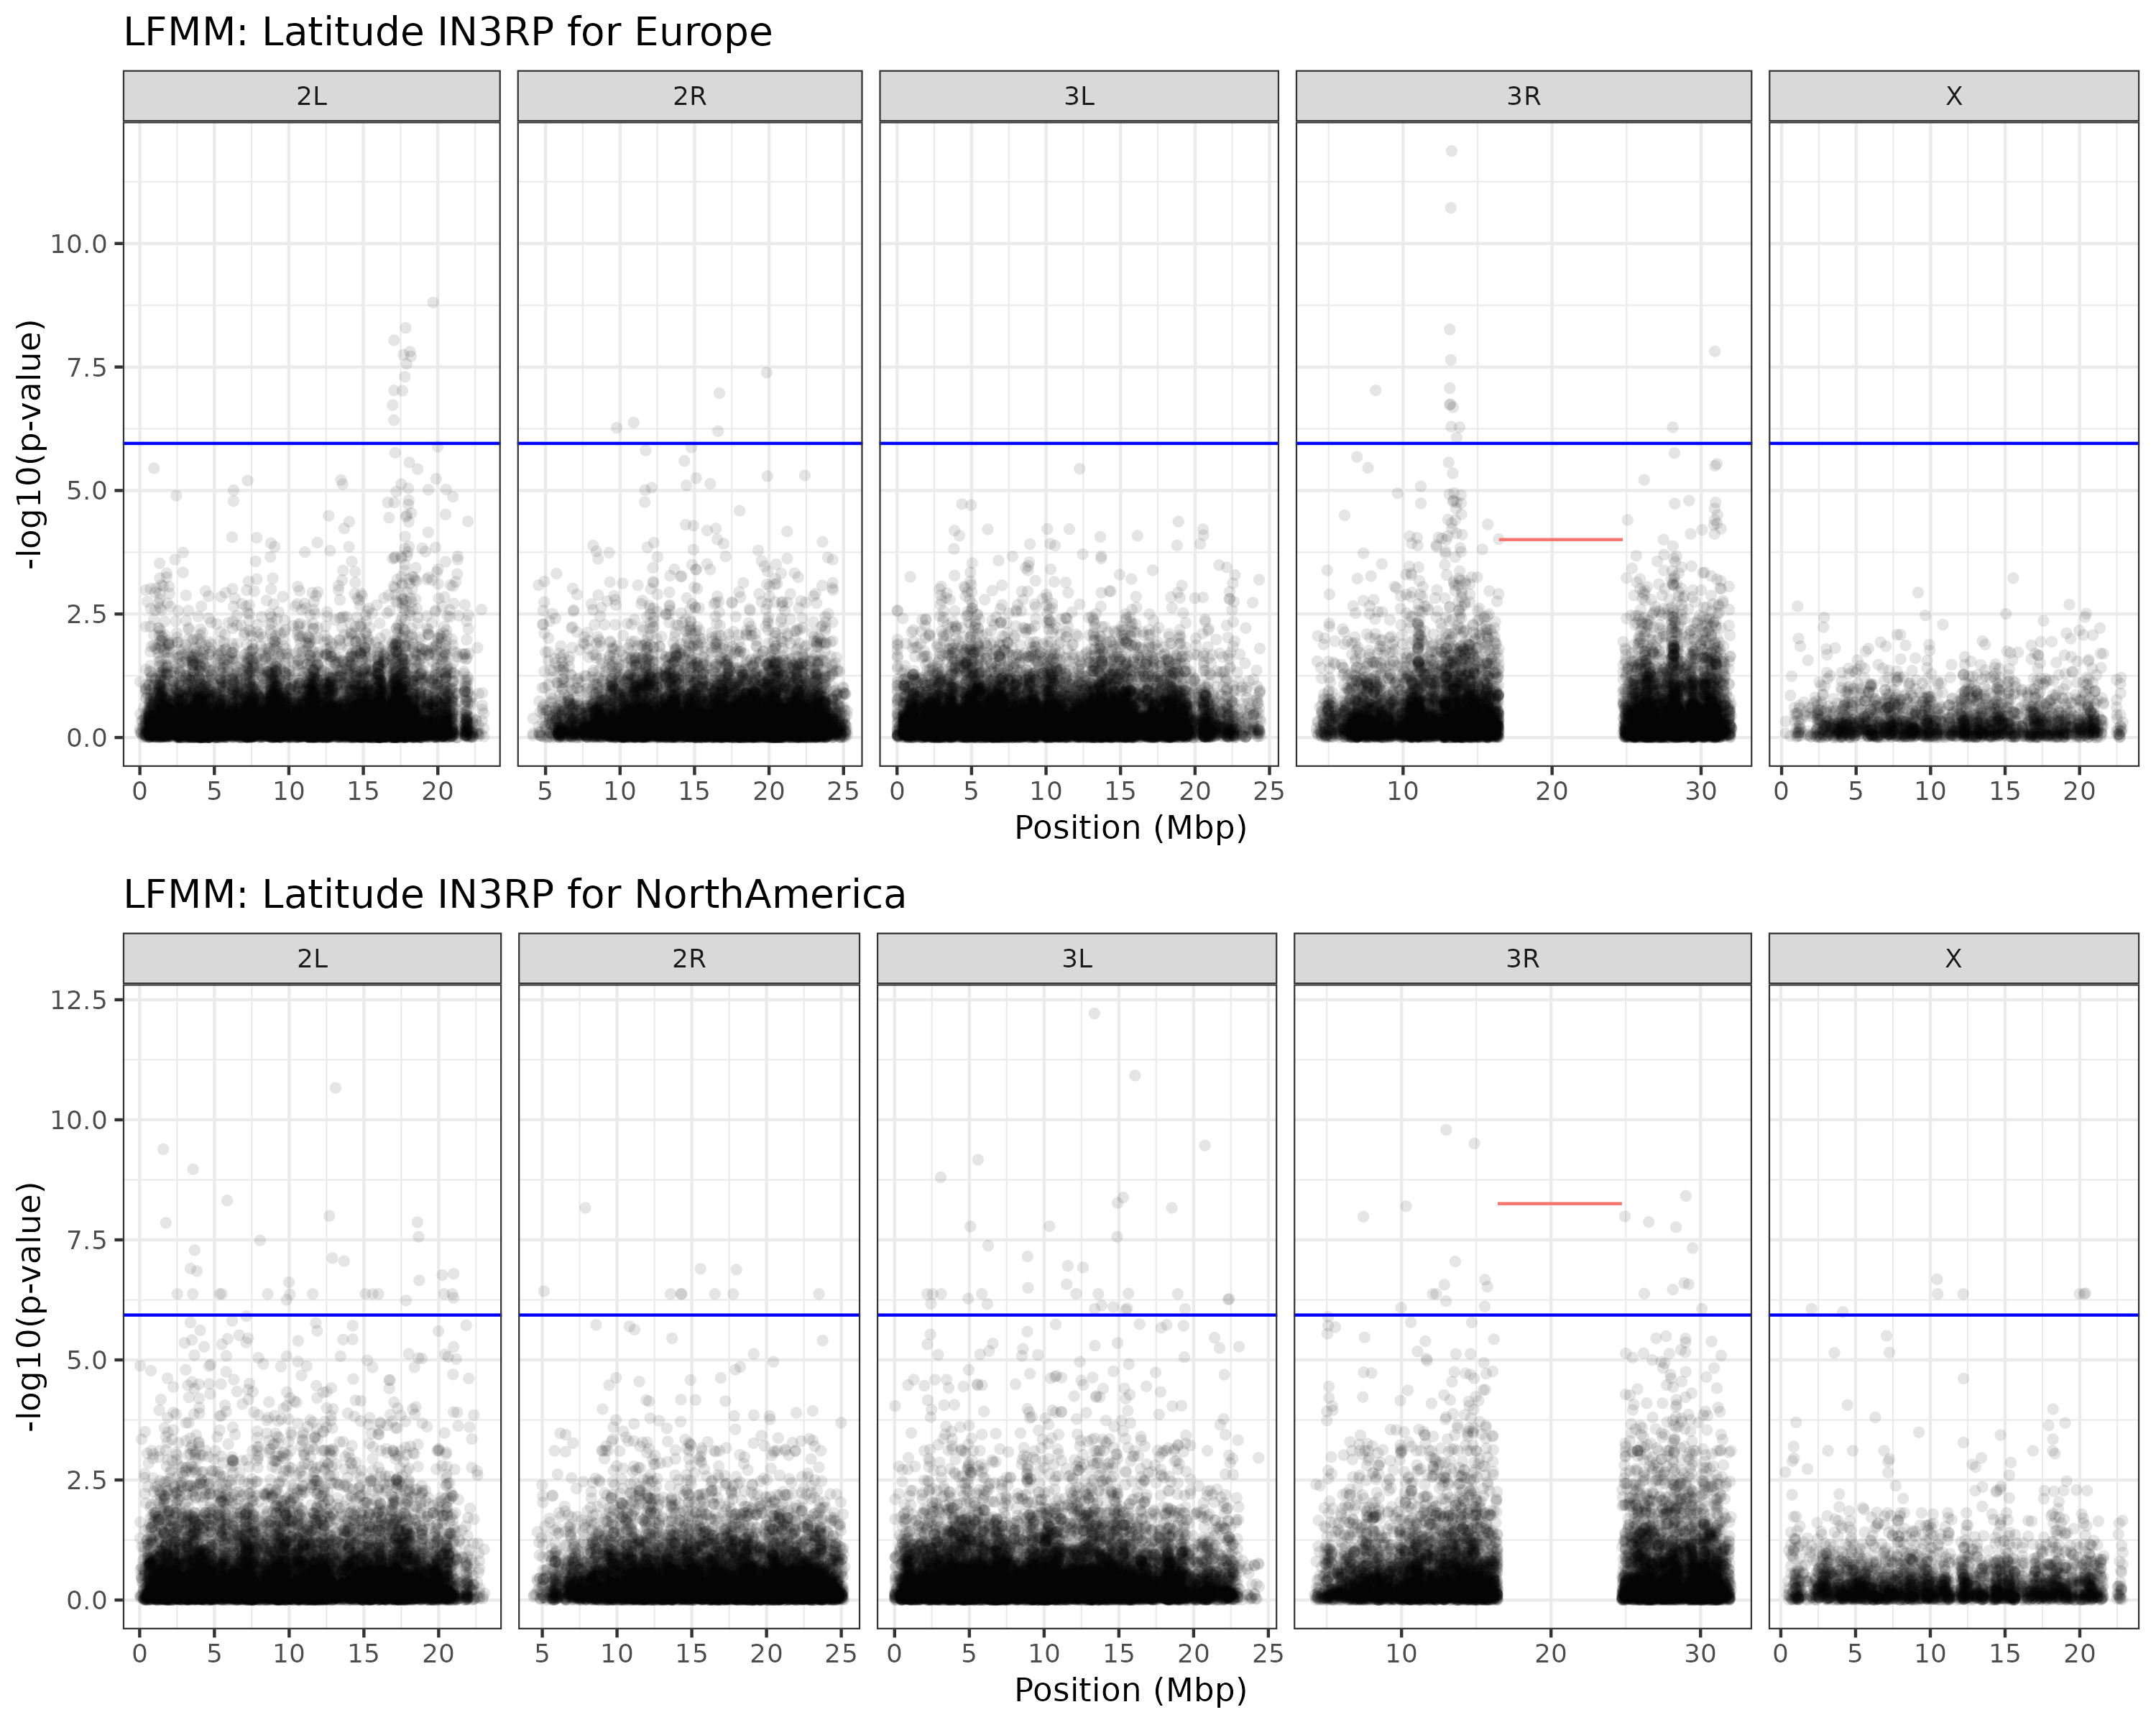 LFMM: Latitude IN3RP for Europe
2L 2R 3L 3R X
10.0
7.5
5.0
2.5
0.0
-log10(p-value)
0 5 10 15 20 5 10 15 20 25 0 5 10 15 20 25 10 20 30 0 5 10 15 20
Position (Mbp)
LFMM: Latitude IN3RP for NorthAmerica
2L 2R 3L 3R X
12.5
10.0
7.5
5.0
2.5
0.0
-log10(p-value)
0 5 10 15 20 5 10 15 20 25 0 5 10 15 20 25 10 20 30 0 5 10 15 20
Position (Mbp)